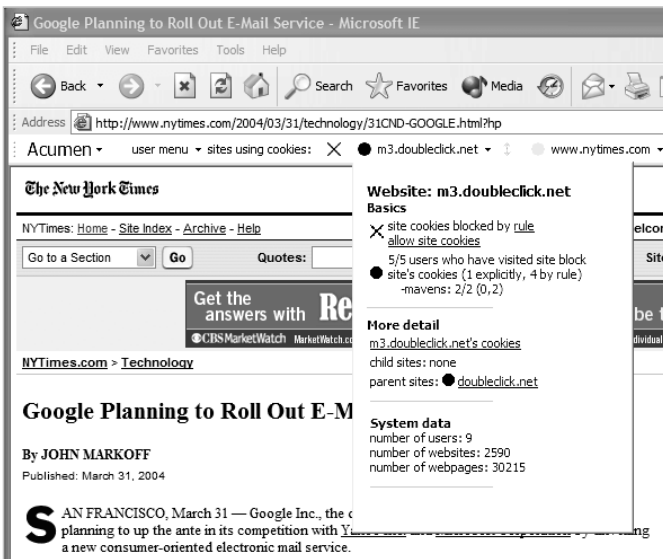 Google Planning to Roll Out E-Mail Service - Microsoft IE
File Edit View Favorites Tools Help
Back Search Favorites Media
Address http://www.nytimes.com/2004/03/31/technology/31CND-GOOGLE.html?hp
Acumen user menu sites using cookies: m3.doubleclick.net www.nytimes.com
The New York Times
NYTimes: Home - Site Index - Archive - Help
Go to a Section Go Quotes:
Get the
answers with
CBSMarketWatch
NYTimes.com > Technology
Google Planning to Roll Out E-M
By JOHN MARKOFF
Published: March 31, 2004
SAN FRANCISCO, March 31 — Google Inc., the
planning to up the ante in its competition with
a new consumer-oriented electronic mail service.
Website: m3.doubleclick.net
Basics
site cookies blocked by rule
allow site cookies
5/5 users who have visited site block
site's cookies (1 explicitly, 4 by rule)
-mavens: 2/2 (0,2)
More detail
m3.doubleclick.net's cookies
child sites: none
parent sites: doubleclick.net
System data
number of users: 9
number of websites: 2590
number of webpages: 30215
elcom
Sit
be t